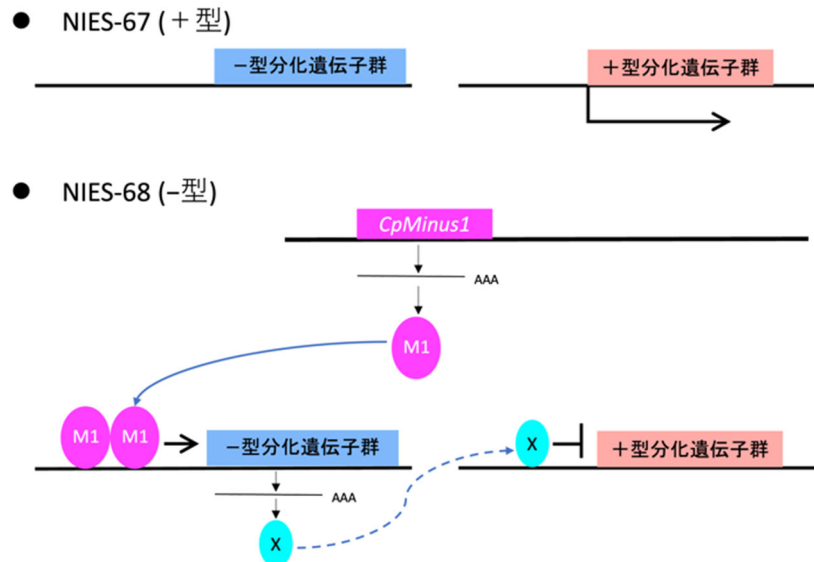 ● NIES-67 (+型)
−型分化遺伝子群
+型分化遺伝子群
● NIES-68 (−型)
CpMinus1
AAA
M1
M1 M1
−型分化遺伝子群
X
+型分化遺伝子群
AAA
X